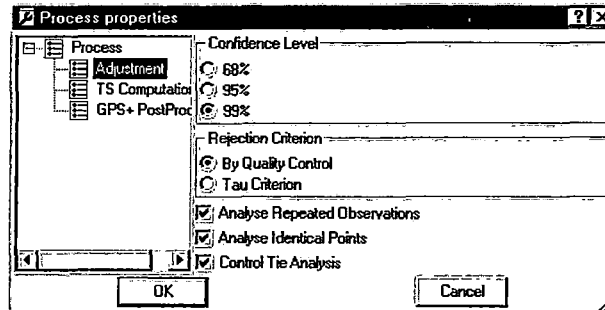 Process properties
Process
Adjustment
TS Computation
GPS+ PostProc
Confidence Level
68%
95%
99%
Rejection Criterion
By Quality Control
Tau Criterion
Analyse Repeated Observations
Analyse Identical Points
Control Tie Analysis
OK
Cancel